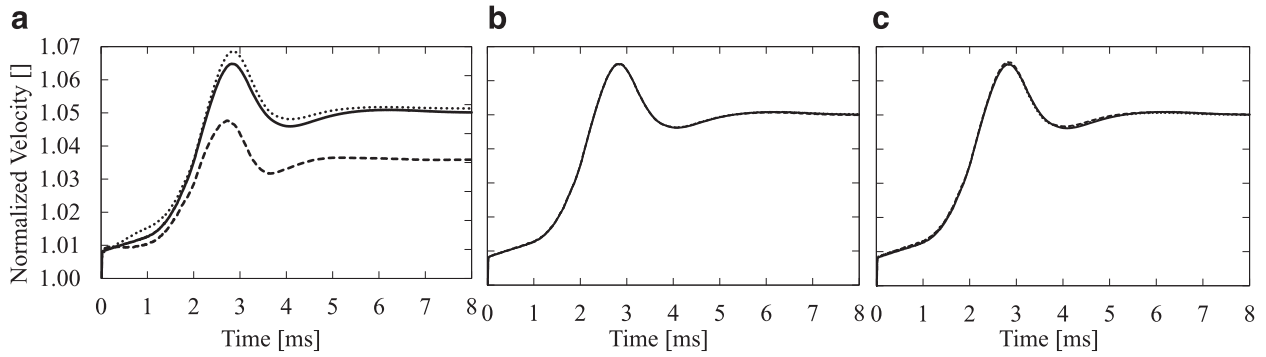 a
b
c
1.07
1.06
1.05
1.04
1.03
1.02
1.01
1.00
Normalized Velocity []
0 1 2 3 4 5 6 7 8
Time [ms]
0 1 2 3 4 5 6 7 8
Time [ms]
0 1 2 3 4 5 6 7 8
Time [ms]